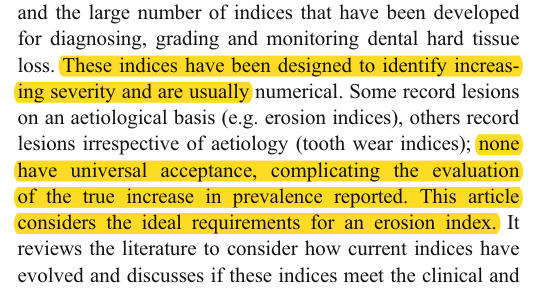 and the large number of indices that have been developed
for diagnosing, grading and monitoring dental hard tissue
loss. These indices have been designed to identify increas-
ing severity and are usually numerical. Some record lesions
on an aetiological basis (e.g. erosion indices), others record
lesions irrespective of aetiology (tooth wear indices); none
have universal acceptance, complicating the evaluation
of the true increase in prevalence reported. This article
considers the ideal requirements for an erosion index. It
reviews the literature to consider how current indices have
evolved and discusses if these indices meet the clinical and